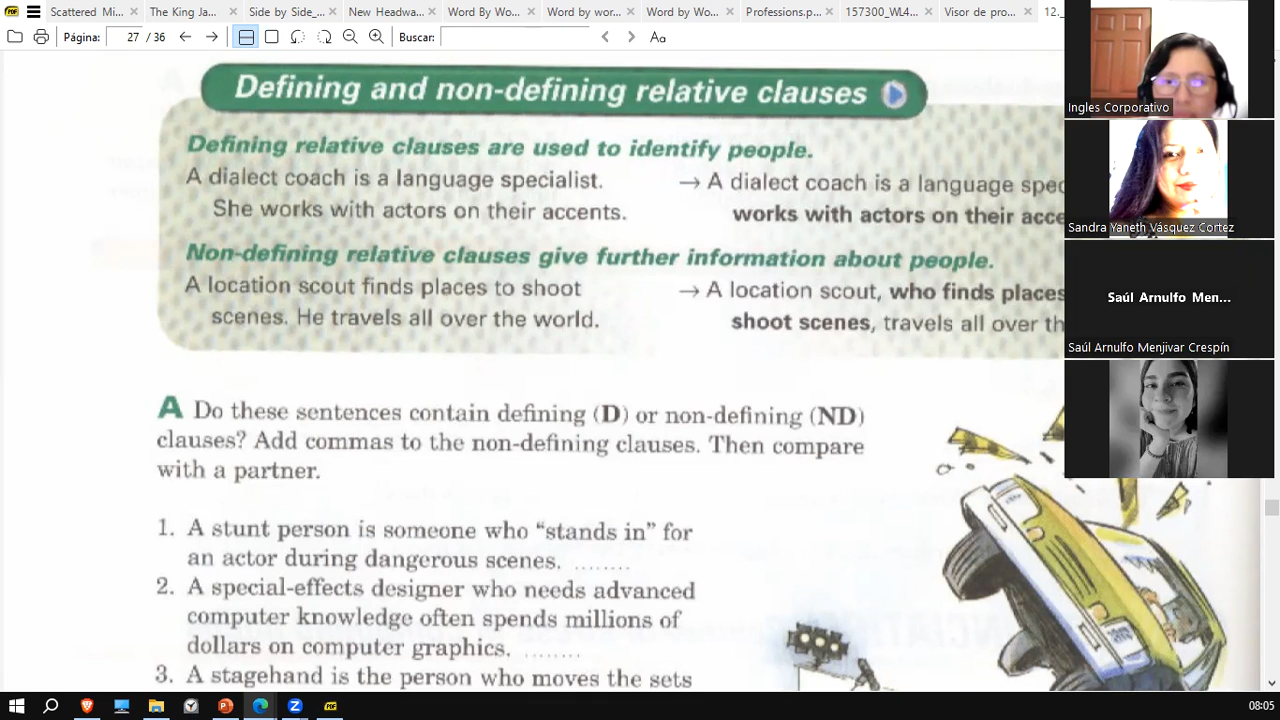 Scattered Mi...
The King Ja...
Side by Side_...
New Headwa...
Word By Wo...
Word by wor...
Word by Wo...
Professions.p...
157300_WL4...
Visor de pro...
12._
Página:
27 / 36
Buscar:
Aa
Defining and non-defining relative clauses
Defining relative clauses are used to identify people.
A dialect coach is a language specialist.
She works with actors on their accents.
→ A dialect coach is a language spec
works with actors on their acce
Non-defining relative clauses give further information about people.
A location scout finds places to shoot
scenes. He travels all over the world.
→ A location scout, who finds places
shoot scenes, travels all over th
A Do these sentences contain defining (D) or non-defining (ND)
clauses? Add commas to the non-defining clauses. Then compare
with a partner.
1. A stunt person is someone who “stands in” for
an actor during dangerous scenes. ........
2. A special-effects designer who needs advanced
computer knowledge often spends millions of
dollars on computer graphics. ........
3. A stagehand is the person who moves the sets
Ingles Corporativo
Sandra Yaneth Vásquez Cortez
Saúl Arnulfo Men...
Saúl Arnulfo Menjivar Crespín
08:05